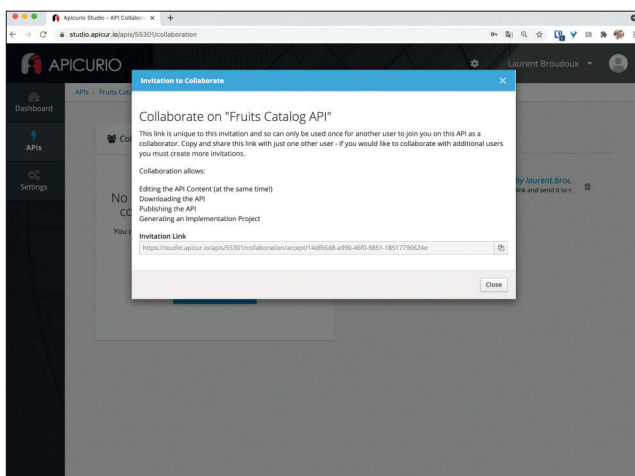 Apicurio Studio - API Collabor
studio.apicur.io/apis/55301/collaboration
APICURIO
Laurent Broudoux
Dashboard
APIs
Settings
APIs
Fruits Cat
Invitation to Collaborate
Collaborate on "Fruits Catalog API"
This link is unique to this invitation and so can only be used once for another user to join you on this API as a
collaborator. Copy and share this link with just one other user - if you would like to collaborate with additional users
you must create more invitations.
Collaboration allows:
Editing the API Content (at the same time!)
Downloading the API
Publishing the API
Generating an Implementation Project
Invitation Link
https://studio.apicur.io/apis/55301/collaboration/accept/14df66d8-a990-46f0-9851-18517790624e
Close
Col
No
co
You c
by laurent.brou
link and send it to